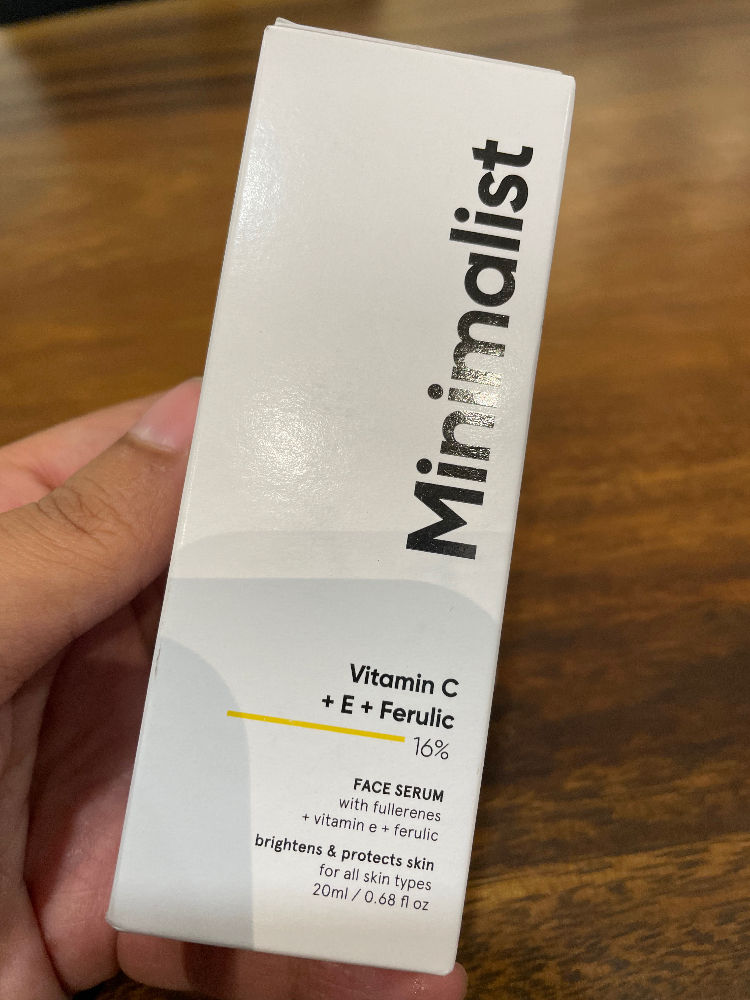 Minimalist
Vitamin C
+ E + Ferulic
16%
FACE SERUM
with fullerenes
+ vitamin e + ferulic
brightens & protects skin
for all skin types
20ml / 0.68 fl oz